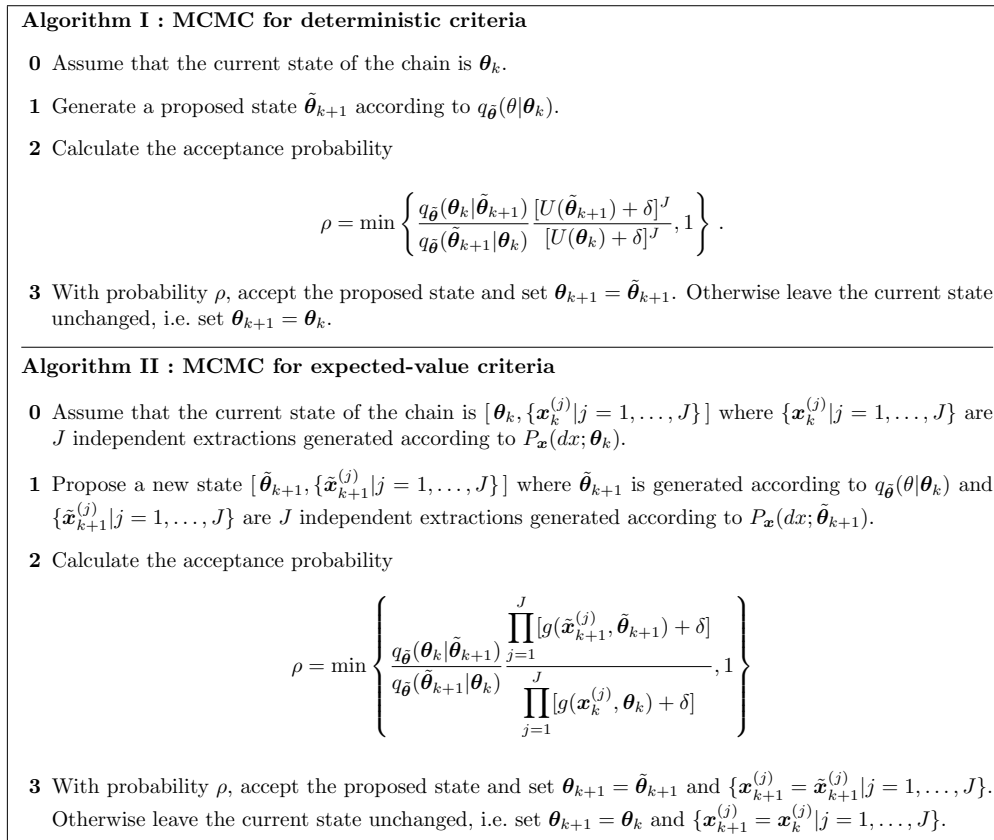 Algorithm I : MCMC for deterministic criteria
0 Assume that the current state of the chain is θ_k.
1 Generate a proposed state θ̃_{k+1} according to q_θ̃(θ|θ_k).
2 Calculate the acceptance probability
ρ = min { \frac{q_θ̃(θ_k|θ̃_{k+1})}{q_θ̃(θ̃_{k+1}|θ_k)} \frac{[U(θ̃_{k+1}) + δ]^J}{[U(θ_k) + δ]^J}, 1 } .
3 With probability ρ, accept the proposed state and set θ_{k+1} = θ̃_{k+1}. Otherwise leave the current state
unchanged, i.e. set θ_{k+1} = θ_k.
Algorithm II : MCMC for expected-value criteria
0 Assume that the current state of the chain is [θ_k, {x_k^{(j)}|j = 1, …, J}] where {x_k^{(j)}|j = 1, …, J} are
J independent extractions generated according to P_x(dx; θ_k).
1 Propose a new state [θ̃_{k+1}, {x̃_{k+1}^{(j)}|j = 1, …, J}] where θ̃_{k+1} is generated according to q_θ̃(θ|θ_k) and
{x̃_{k+1}^{(j)}|j = 1, …, J} are J independent extractions generated according to P_x(dx; θ̃_{k+1}).
2 Calculate the acceptance probability
ρ = min { \frac{q_θ̃(θ_k|θ̃_{k+1})}{q_θ̃(θ̃_{k+1}|θ_k)} \frac{∏_{j=1}^{J}[g(x̃_{k+1}^{(j)}, θ̃_{k+1}) + δ]}{∏_{j=1}^{J}[g(x_k^{(j)}, θ_k) + δ]}, 1 }
3 With probability ρ, accept the proposed state and set θ_{k+1} = θ̃_{k+1} and {x_{k+1}^{(j)} = x̃_{k+1}^{(j)}|j = 1, …, J}.
Otherwise leave the current state unchanged, i.e. set θ_{k+1} = θ_k and {x_{k+1}^{(j)} = x_k^{(j)}|j = 1, …, J}.